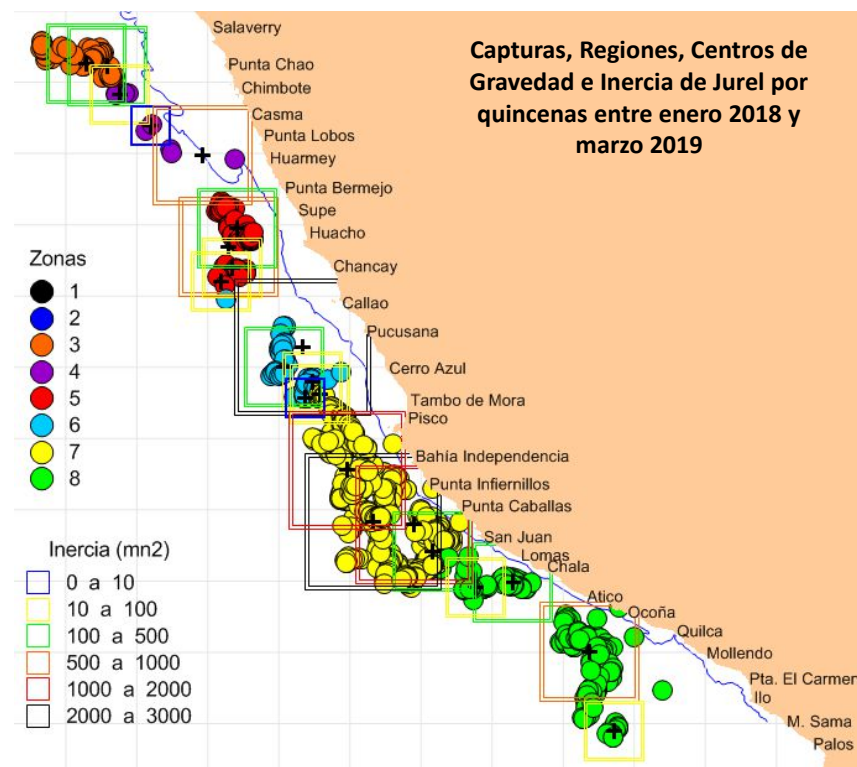 Capturas, Regiones, Centros de
Gravedad e Inercia de Jurel por
quincenas entre enero 2018 y
marzo 2019
Salaverry
Punta Chao
Chimbote
Casma
Punta Lobos
Huarmey
Punta Bermejo
Supe
Huacho
Chancay
Callao
Pucusana
Cerro Azul
Tambo de Mora
Pisco
Bahía Independencia
Punta Infiernillos
Punta Caballas
San Juan
Lomas
Chala
Atico
Ocoña
Quilca
Mollendo
Pta. El Carmen
Ilo
M. Sama
Palos
Zonas
1
2
3
4
5
6
7
8
Inercia (mn2)
0 a 10
10 a 100
100 a 500
500 a 1000
1000 a 2000
2000 a 3000